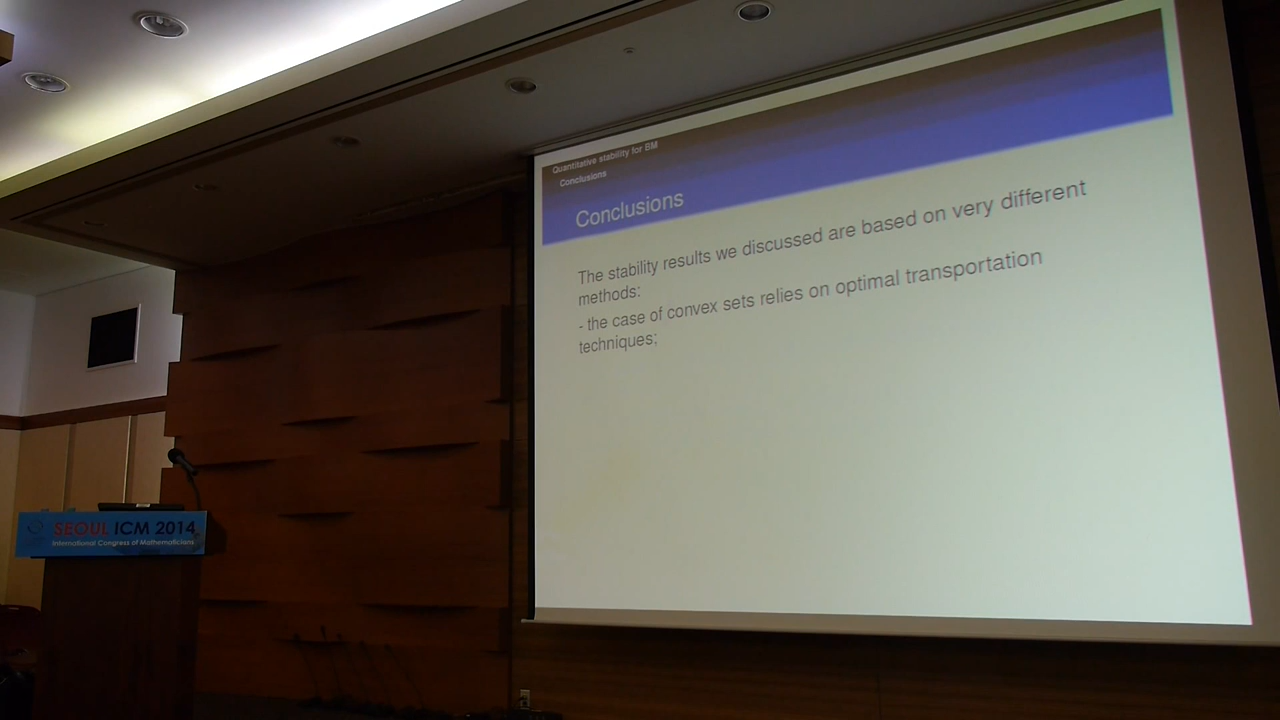 Quantitative stability for BM
Conclusions
Conclusions
The stability results we discussed are based on very different
methods:
- the case of convex sets relies on optimal transportation
techniques;
SEOUL ICM 2014
International Congress of Mathematicians